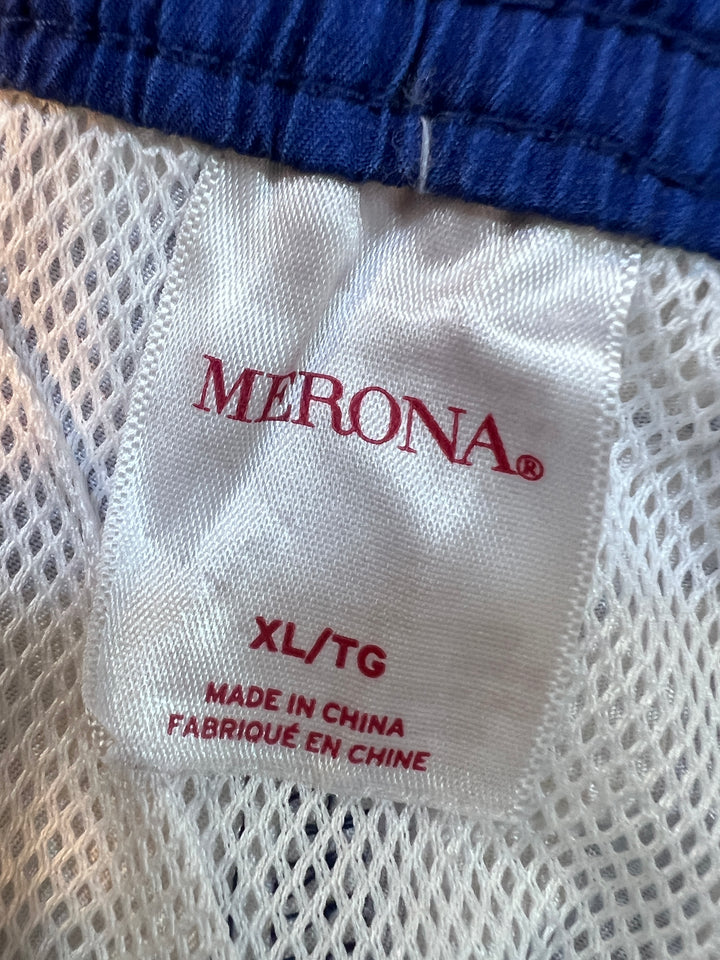 MERONA®
XL/TG
MADE IN CHINA
FABRIQUÉ EN CHINE